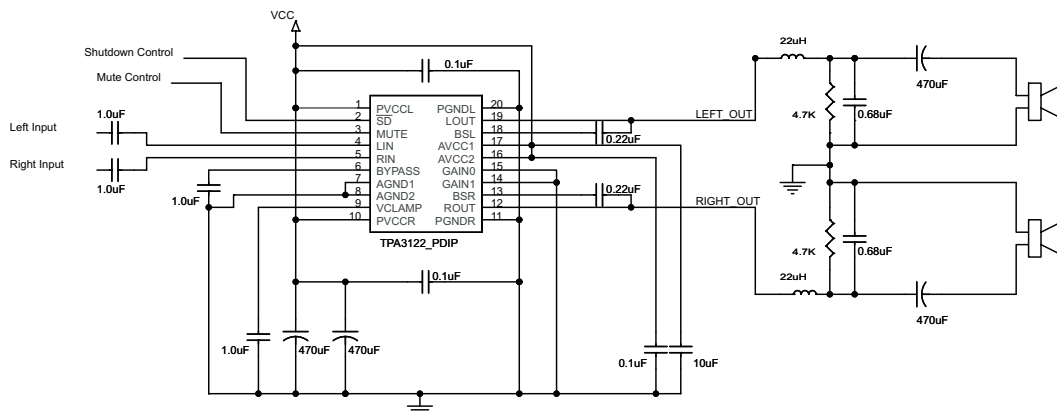 VCC
Shutdown Control
Mute Control
Left Input
Right Input
1.0uF
1.0uF
1.0uF
0.1uF
1 PVCCL PGNDL 20
2 SD LOUT 19
3 MUTE BSL 18
4 LIN AVCC1 17
5 RIN AVCC2 16
6 BYPASS GAIN0 15
7 AGND1 GAIN1 14
8 AGND2 BSR 13
9 VCLAMP ROUT 12
10 PVCCR PGNDR 11
TPA3122_PDIP
LEFT_OUT
0.22uF
0.22uF
RIGHT_OUT
22uH
470uF
4.7K
0.68uF
4.7K
0.68uF
22uH
470uF
0.1uF
1.0uF
470uF
470uF
0.1uF
10uF